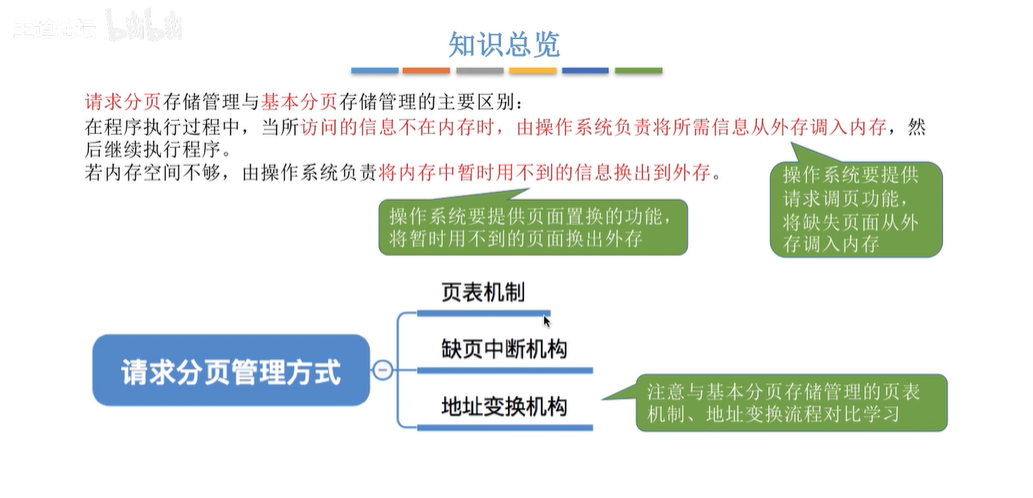 王道论坛 bilibili
知识总览
请求分页存储管理与基本分页存储管理的主要区别：
在程序执行过程中，当所访问的信息不在内存时，由操作系统负责将所需信息从外存调入内存，然
后继续执行程序。
若内存空间不够，由操作系统负责将内存中暂时用不到的信息换出到外存。
操作系统要提供
请求调页功能，
将缺失页面从外
存调入内存
操作系统要提供页面置换的功能，
将暂时用不到的页面换出外存
页表机制
请求分页管理方式
缺页中断机构
地址变换机构
注意与基本分页存储管理的页表
机制、地址变换流程对比学习